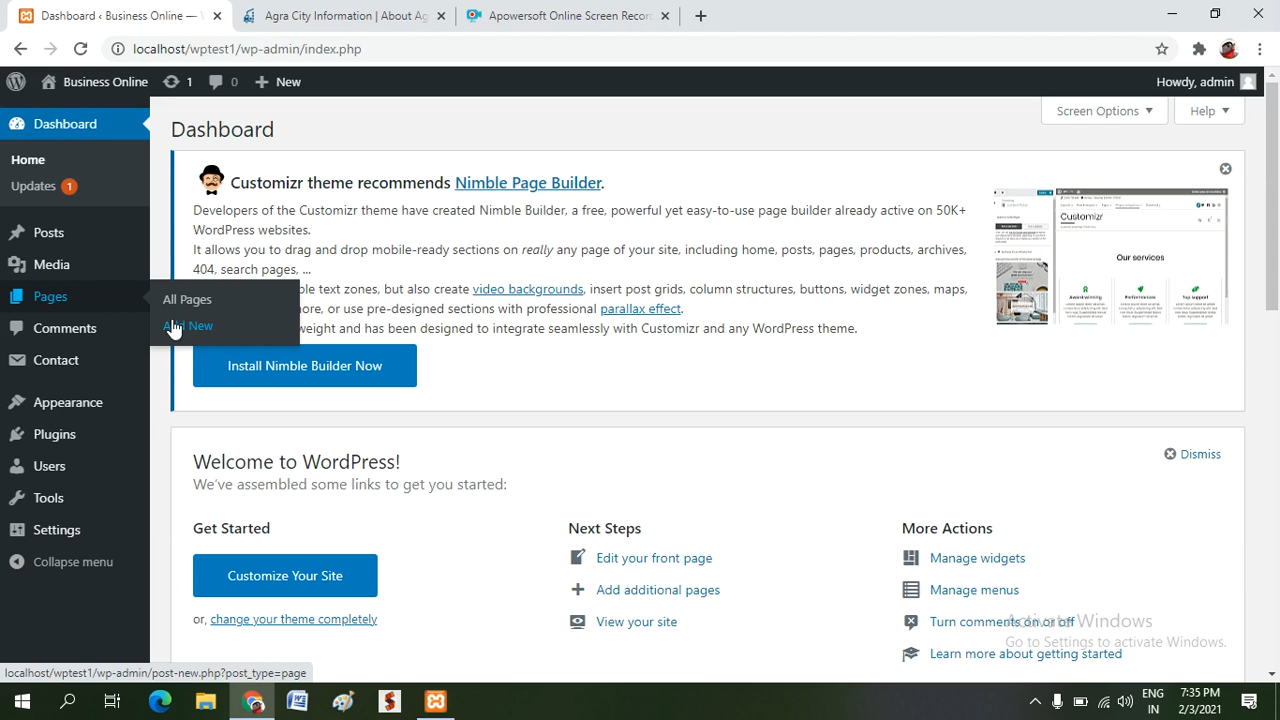 Dashboard ‹ Business Online —
Agra City Information | About Ag
Apowersoft Online Screen Record
localhost/wptest1/wp-admin/index.php
Business Online 1 0 New Howdy, admin
Screen Options Help
Dashboard
Dashboard
Home
Updates 1
Posts
Media
Pages
Comments
Contact
Appearance
Plugins
Users
Tools
Settings
Collapse menu
All Pages
Add New
Customizr theme recommends Nimble Page Builder.
Developers of the Customizr theme present Nimble Builder, a free, powerful yet easy-to-use page builder already active on 50K+
WordPress websites.
It allows you to drag and drop mobile-ready sections on really any page of your site, including home, posts, pages, products, archives,
404, search pages,
text zones, but also create video backgrounds, insert post grids, column structures, buttons, widget zones, maps,
or use pre-designed sections with professional parallax effect.
weight and has been designed to integrate seamlessly with Customizr and any WordPress theme.
Install Nimble Builder Now
Customizr
Our services
Award-winning
Performances
Top support
Welcome to WordPress!
Dismiss
We've assembled some links to get you started:
Get Started
Customize Your Site
or, change your theme completely
Next Steps
Edit your front page
Add additional pages
View your site
More Actions
Manage widgets
Manage menus
Turn comments on or off
Learn more about getting started
Activate Windows
Go to Settings to activate Windows.
localhost/wptest1/wp-admin/post-new.php?post_type=page
ENG
IN
7:35 PM
2/3/2021